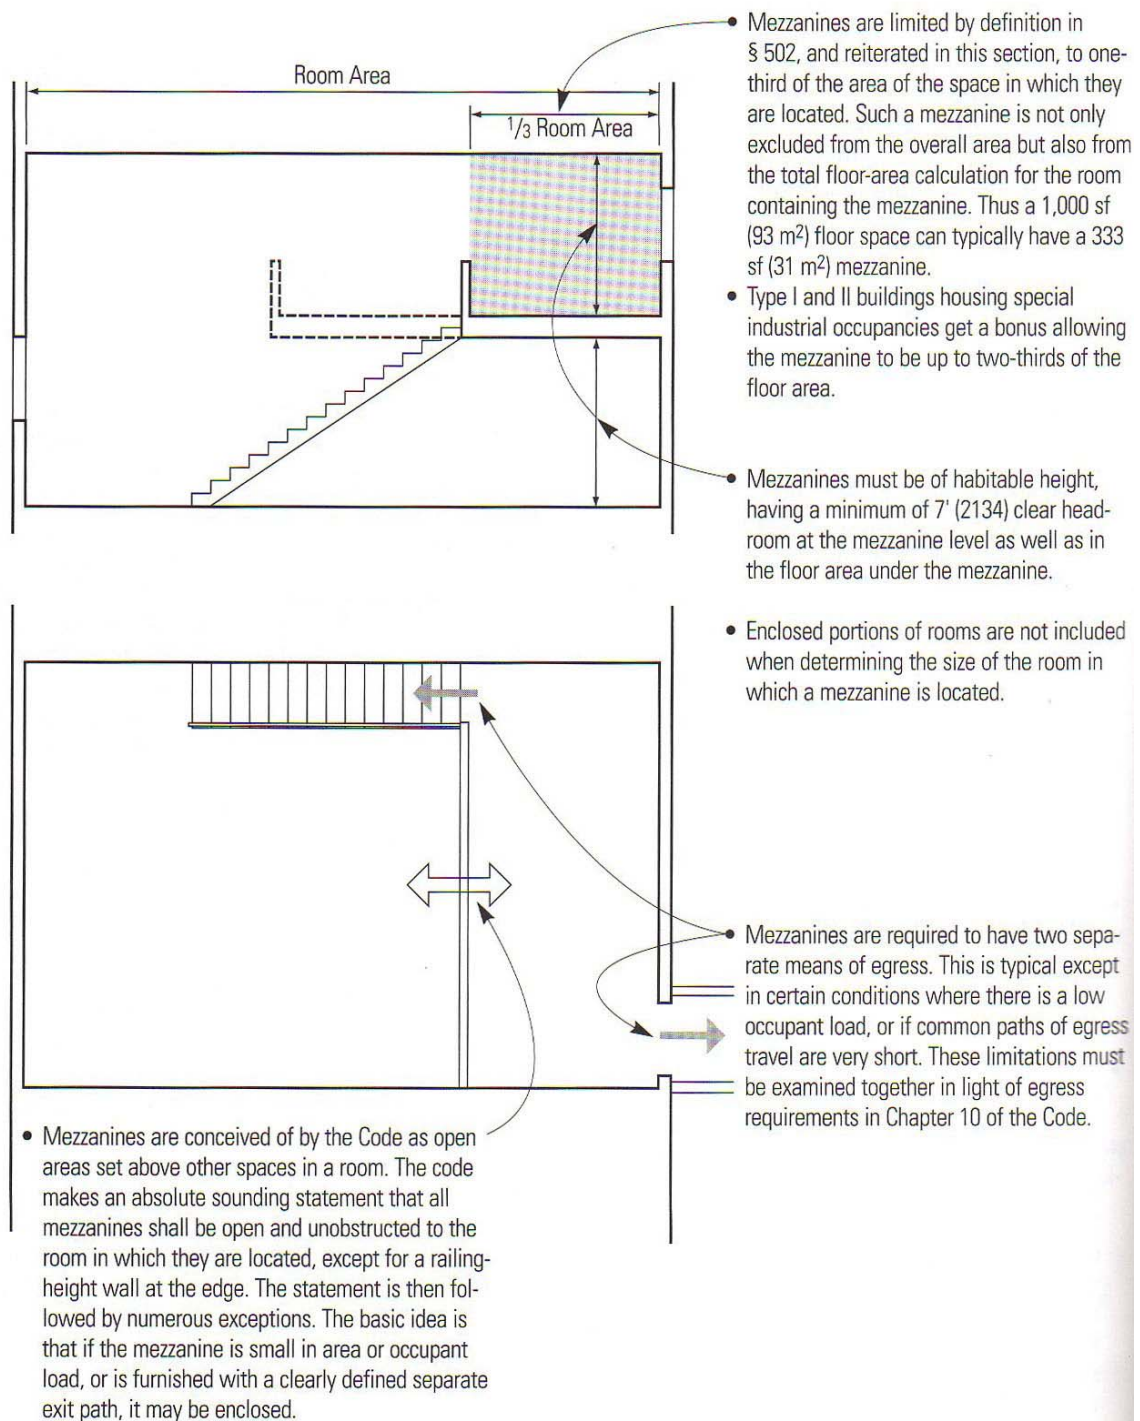 Room Area
1/3 Room Area
• Mezzanines are limited by definition in
§ 502, and reiterated in this section, to one-
third of the area of the space in which they
are located. Such a mezzanine is not only
excluded from the overall area but also from
the total floor-area calculation for the room
containing the mezzanine. Thus a 1,000 sf
(93 m²) floor space can typically have a 333
sf (31 m²) mezzanine.
• Type I and II buildings housing special
industrial occupancies get a bonus allowing
the mezzanine to be up to two-thirds of the
floor area.
• Mezzanines must be of habitable height,
having a minimum of 7' (2134) clear head-
room at the mezzanine level as well as in
the floor area under the mezzanine.
• Enclosed portions of rooms are not included
when determining the size of the room in
which a mezzanine is located.
• Mezzanines are required to have two sepa-
rate means of egress. This is typical except
in certain conditions where there is a low
occupant load, or if common paths of egress
travel are very short. These limitations must
be examined together in light of egress
requirements in Chapter 10 of the Code.
• Mezzanines are conceived of by the Code as open
areas set above other spaces in a room. The code
makes an absolute sounding statement that all
mezzanines shall be open and unobstructed to the
room in which they are located, except for a railing-
height wall at the edge. The statement is then fol-
lowed by numerous exceptions. The basic idea is
that if the mezzanine is small in area or occupant
load, or is furnished with a clearly defined separate
exit path, it may be enclosed.